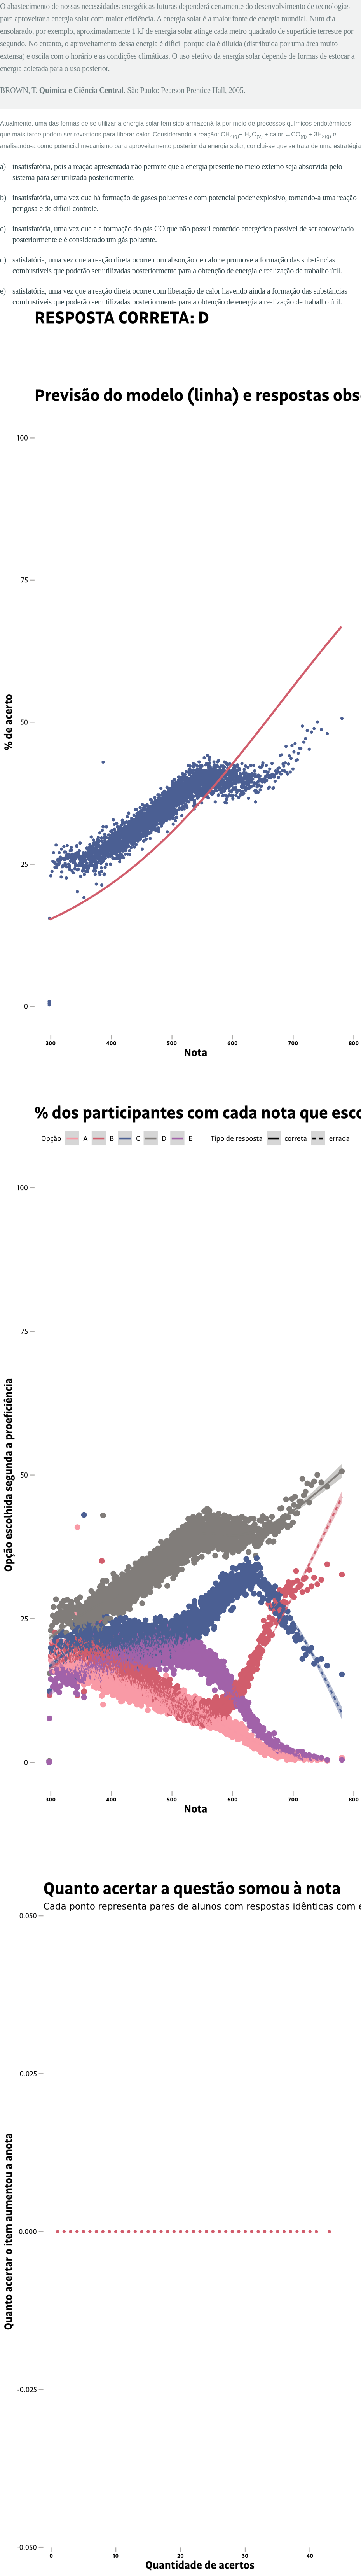 O abastecimento de nossas necessidades energéticas futuras dependerá certamente do desenvolvimento de tecnologias
para aproveitar a energia solar com maior eficiência. A energia solar é a maior fonte de energia mundial. Num dia
ensolarado, por exemplo, aproximadamente 1 kJ de energia solar atinge cada metro quadrado de superfície terrestre por
segundo. No entanto, o aproveitamento dessa energia é difícil porque ela é diluída (distribuída por uma área muito
extensa) e oscila com o horário e as condições climáticas. O uso efetivo da energia solar depende de formas de estocar a
energia coletada para o uso posterior.
BROWN, T. Química e Ciência Central. São Paulo: Pearson Prentice Hall, 2005.
Atualmente, uma das formas de se utilizar a energia solar tem sido armazená-la por meio de processos químicos endotérmicos
que mais tarde podem ser revertidos para liberar calor. Considerando a reação: CH4(g)+ H2O(v) + calor ↔CO(g) + 3H2(g) e
analisando-a como potencial mecanismo para aproveitamento posterior da energia solar, conclui-se que se trata de uma estratégia
a) insatisfatória, pois a reação apresentada não permite que a energia presente no meio externo seja absorvida pelo
sistema para ser utilizada posteriormente.
b) insatisfatória, uma vez que há formação de gases poluentes e com potencial poder explosivo, tornando-a uma reação
perigosa e de difícil controle.
c) insatisfatória, uma vez que a a formação do gás CO que não possui conteúdo energético passível de ser aproveitado
posteriormente e é considerado um gás poluente.
d) satisfatória, uma vez que a reação direta ocorre com absorção de calor e promove a formação das substâncias
combustíveis que poderão ser utilizadas posteriormente para a obtenção de energia e realização de trabalho útil.
e) satisfatória, uma vez que a reação direta ocorre com liberação de calor havendo ainda a formação das substâncias
combustíveis que poderão ser utilizadas posteriormente para a obtenção de energia e realização de trabalho útil.
RESPOSTA CORRETA: D
Previsão do modelo (linha) e respostas obs
100
75
50
25
0
% de acerto
300 400 500 600 700 800
Nota
% dos participantes com cada nota que esco
Opção A B C D E Tipo de resposta correta errada
100
75
50
25
0
Opção escolhida segunda a proeficiência
300 400 500 600 700 800
Nota
Quanto acertar a questão somou à nota
Cada ponto representa pares de alunos com respostas idênticas com e
0.050
0.025
0.000
-0.025
-0.050
Quanto acertar o item aumentou a anota
0 10 20 30 40
Quantidade de acertos